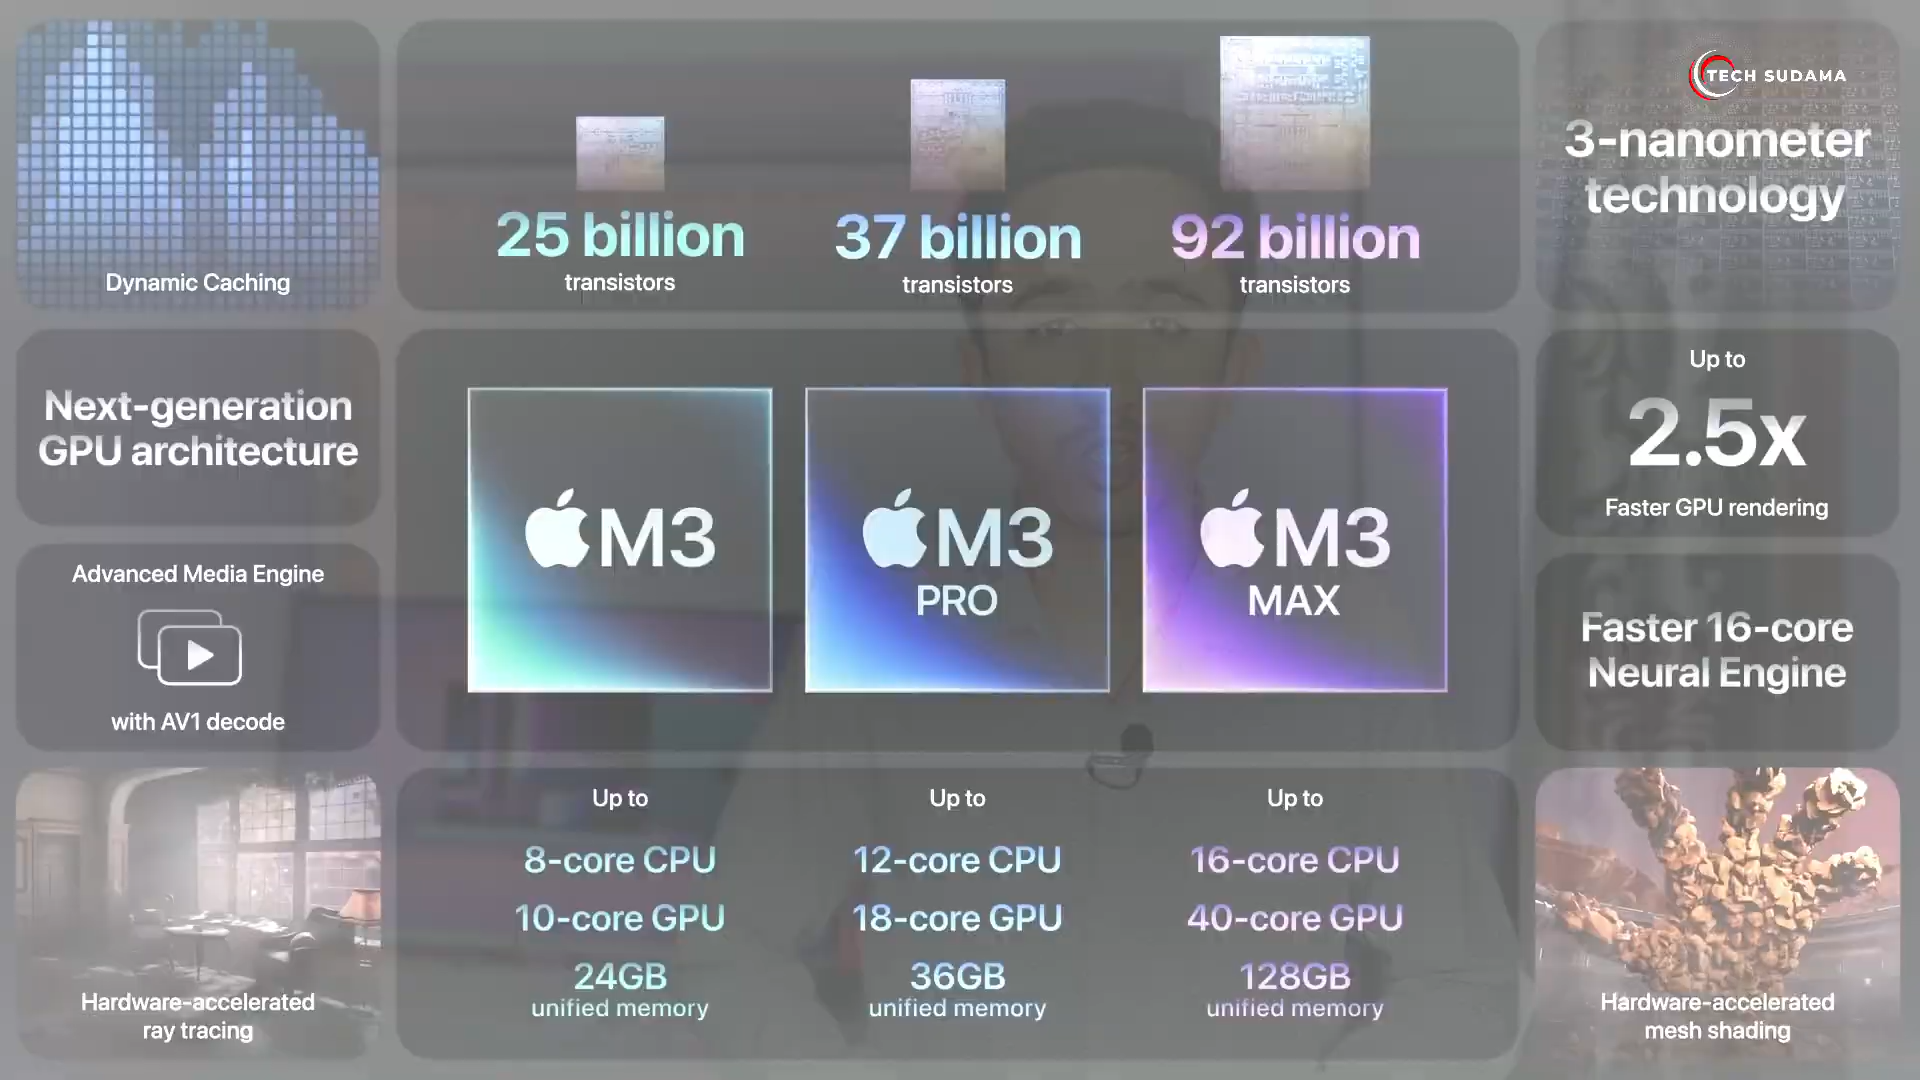 TECH SUDAMA
Dynamic Caching
25 billion
transistors
37 billion
transistors
92 billion
transistors
3-nanometer
technology
Next-generation
GPU architecture
Advanced Media Engine
with AV1 decode
M3
M3
PRO
M3
MAX
Up to
2.5x
Faster GPU rendering
Faster 16-core
Neural Engine
Hardware-accelerated
ray tracing
Up to
8-core CPU
10-core GPU
24GB
unified memory
Up to
12-core CPU
18-core GPU
36GB
unified memory
Up to
16-core CPU
40-core GPU
128GB
unified memory
Hardware-accelerated
mesh shading